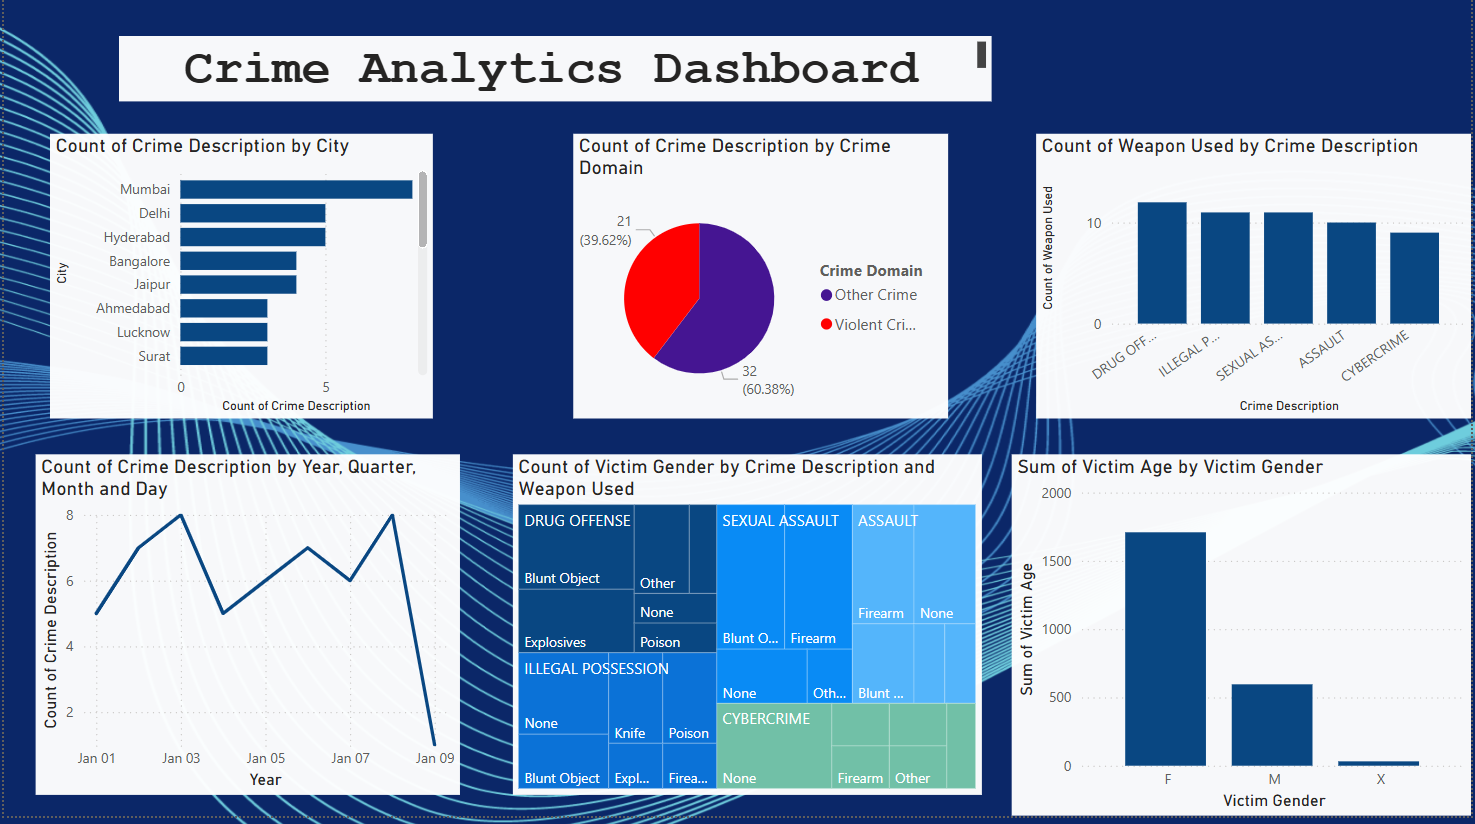 Crime Analytics Dashboard
Count of Crime Description by City
City
Mumbai
Delhi
Hyderabad
Bangalore
Jaipur
Ahmedabad
Lucknow
Surat
0 5
Count of Crime Description
Count of Crime Description by Crime
Domain
21
(39.62%)
32
(60.38%)
Crime Domain
Other Crime
Violent Cri...
Count of Weapon Used by Crime Description
Count of Weapon Used
10
0
DRUG OFF...
ILLEGAL P...
SEXUAL AS...
ASSAULT
CYBERCRIME
Crime Description
Count of Crime Description by Year, Quarter,
Month and Day
Count of Crime Description
8
6
4
2
Jan 01 Jan 03 Jan 05 Jan 07 Jan 09
Year
Count of Victim Gender by Crime Description and
Weapon Used
DRUG OFFENSE
Blunt Object
Other
None
Explosives
Poison
ILLEGAL POSSESSION
None
Knife
Poison
Blunt Object
Expl...
Firea...
SEXUAL ASSAULT
Blunt O...
Firearm
None
Oth...
ASSAULT
Firearm
None
Blunt ...
CYBERCRIME
None
Firearm
Other
Sum of Victim Age by Victim Gender
Sum of Victim Age
2000
1500
1000
500
0
F M X
Victim Gender